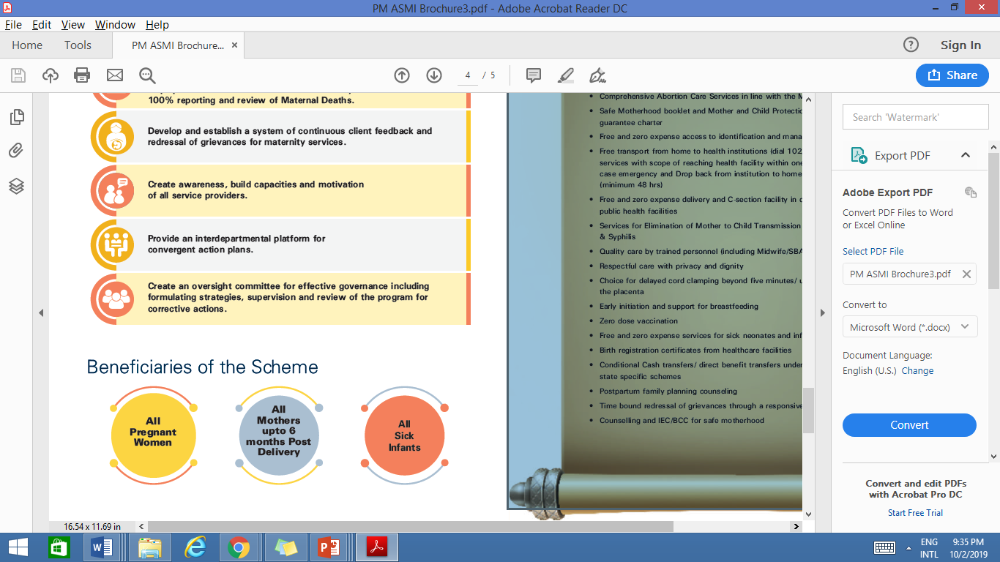 PM ASMI Brochure3.pdf - Adobe Acrobat Reader DC
File Edit View Window Help
Home Tools PM ASMI Brochure... × Sign In
4 / 5 Share
100% reporting and review of Maternal Deaths.
Develop and establish a system of continuous client feedback and
redressal of grievances for maternity services.
Create awareness, build capacities and motivation
of all service providers.
Provide an interdepartmental platform for
convergent action plans.
Create an oversight committee for effective governance including
formulating strategies, supervision and review of the program for
corrective actions.
Beneficiaries of the Scheme
All
Pregnant
Women
All
Mothers
upto 6
months Post
Delivery
All
Sick
Infants
• Comprehensive Abortion Care Services in line with the M
• Safe Motherhood booklet and Mother and Child Protectio
guarantee charter
• Free and zero expense access to identification and mana
• Free transport from home to health institutions (dial 102
services with scope of reaching health facility within one
case emergency and Drop back from institution to home
(minimum 48 hrs)
• Free and zero expense delivery and C-section facility in c
public health facilities
• Services for Elimination of Mother to Child Transmission
& Syphilis
• Quality care by trained personnel (including Midwife/SBA
• Respectful care with privacy and dignity
• Choice for delayed cord clamping beyond five minutes/ u
the placenta
• Early initiation and support for breastfeeding
• Zero dose vaccination
• Free and zero expense services for sick neonates and inf
• Birth registration certificates from healthcare facilities
• Conditional Cash transfers/ direct benefit transfers under
state specific schemes
• Postpartum family planning counseling
• Time bound redressal of grievances through a responsive
• Counselling and IEC/BCC for safe motherhood
Search 'Watermark'
Export PDF
Adobe Export PDF
Convert PDF Files to Word
or Excel Online
Select PDF File
PM ASMI Brochure3.pdf
Convert to
Microsoft Word (*.docx)
Document Language:
English (U.S.) Change
Convert
Convert and edit PDFs
with Acrobat Pro DC
Start Free Trial
16.54 x 11.69 in
ENG 9:35 PM
INTL 10/2/2019